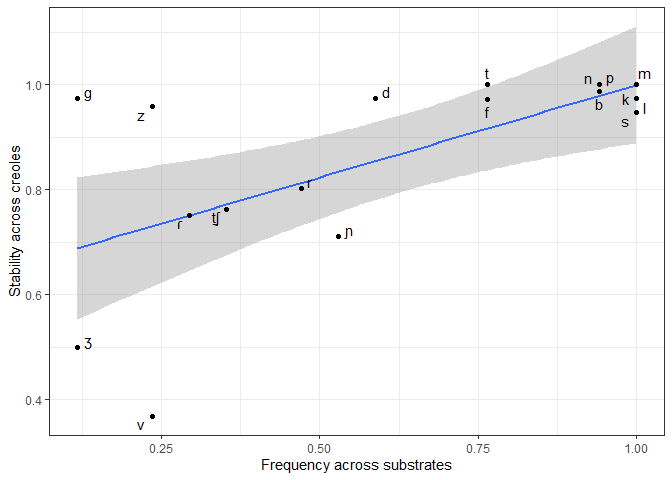 Stability across creoles
1.0
0.8
0.6
0.4
g
z
d
t
f
n
p
b
m
k
l
s
r
ɾ
t̠ʃ
ɲ
ʒ
v
0.25
0.50
0.75
1.00
Frequency across substrates